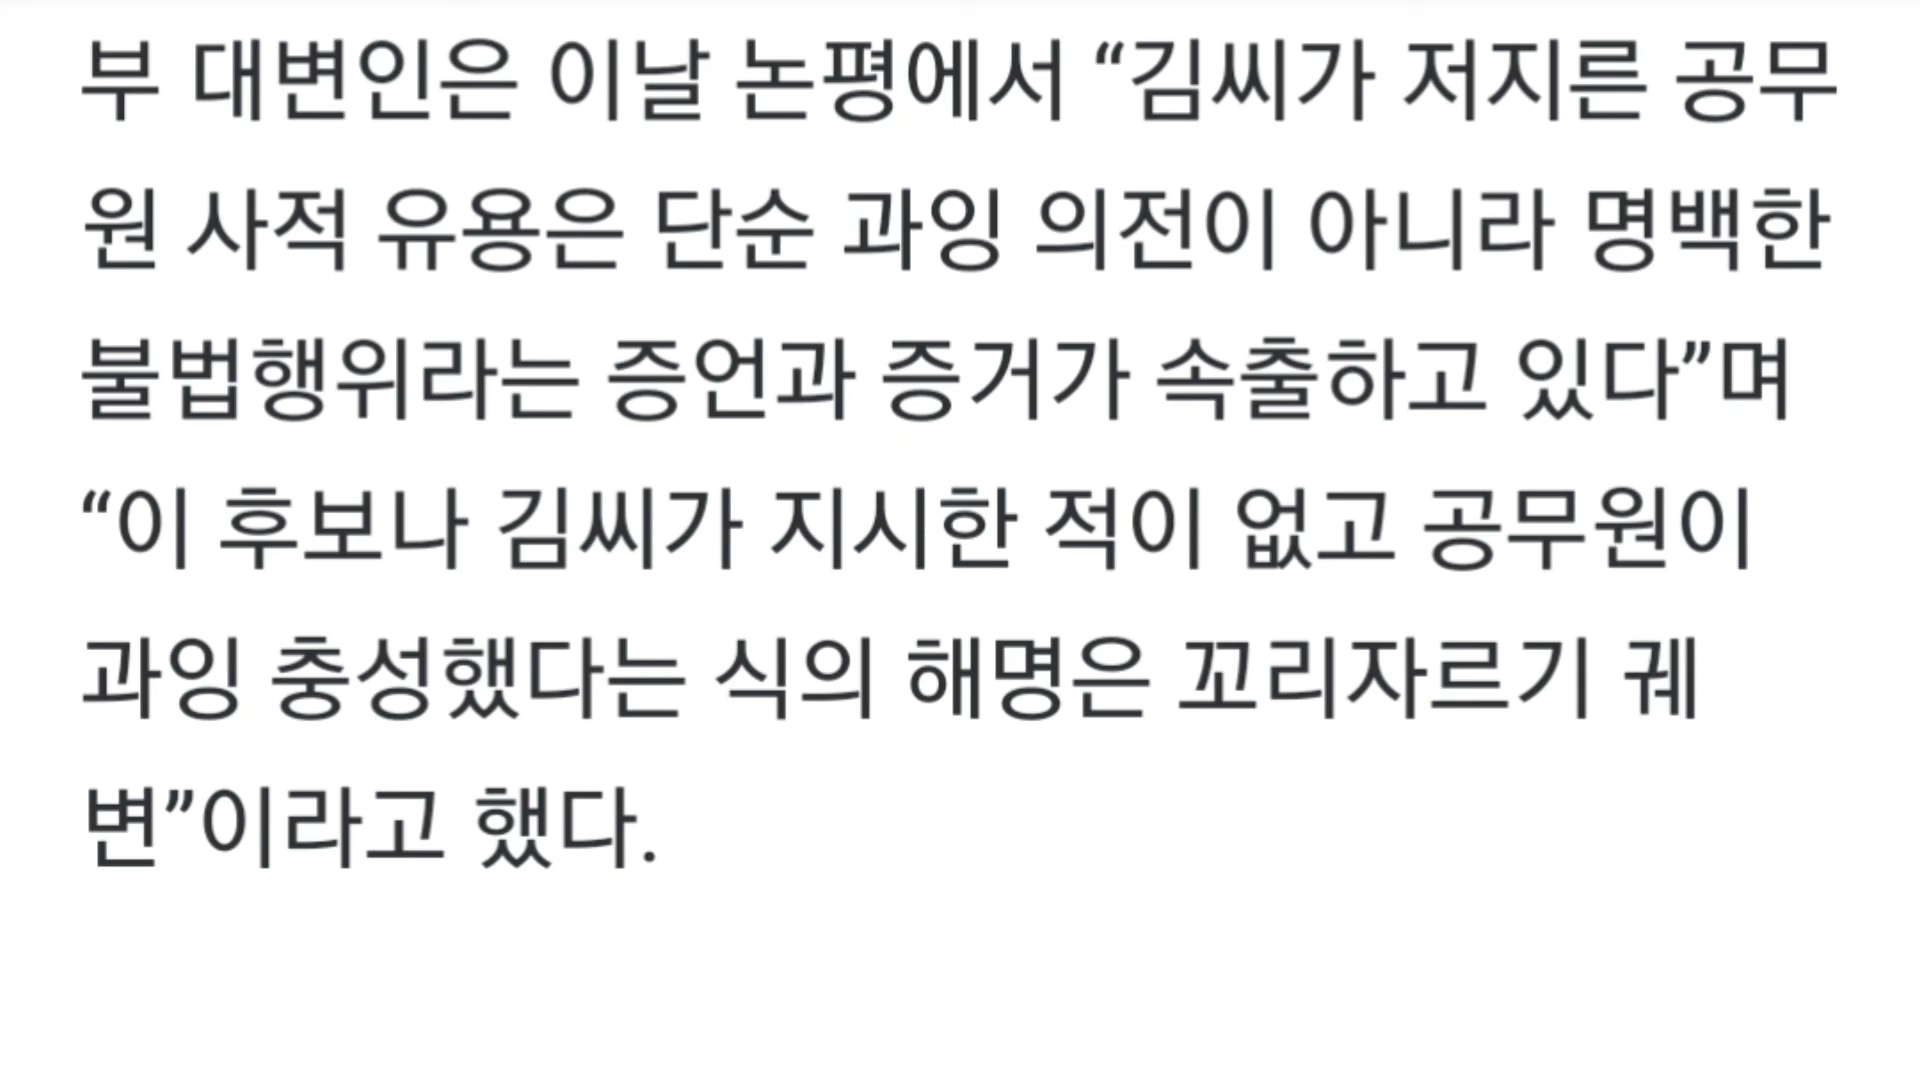 부 대변인은 이날 논평에서 “김씨가 저지른 공무
원 사적 유용은 단순 과잉 의전이 아니라 명백한
불법행위라는 증언과 증거가 속출하고 있다”며
“이 후보나 김씨가 지시한 적이 없고 공무원이
과잉 충성했다는 식의 해명은 꼬리자르기 궤
변”이라고 했다.